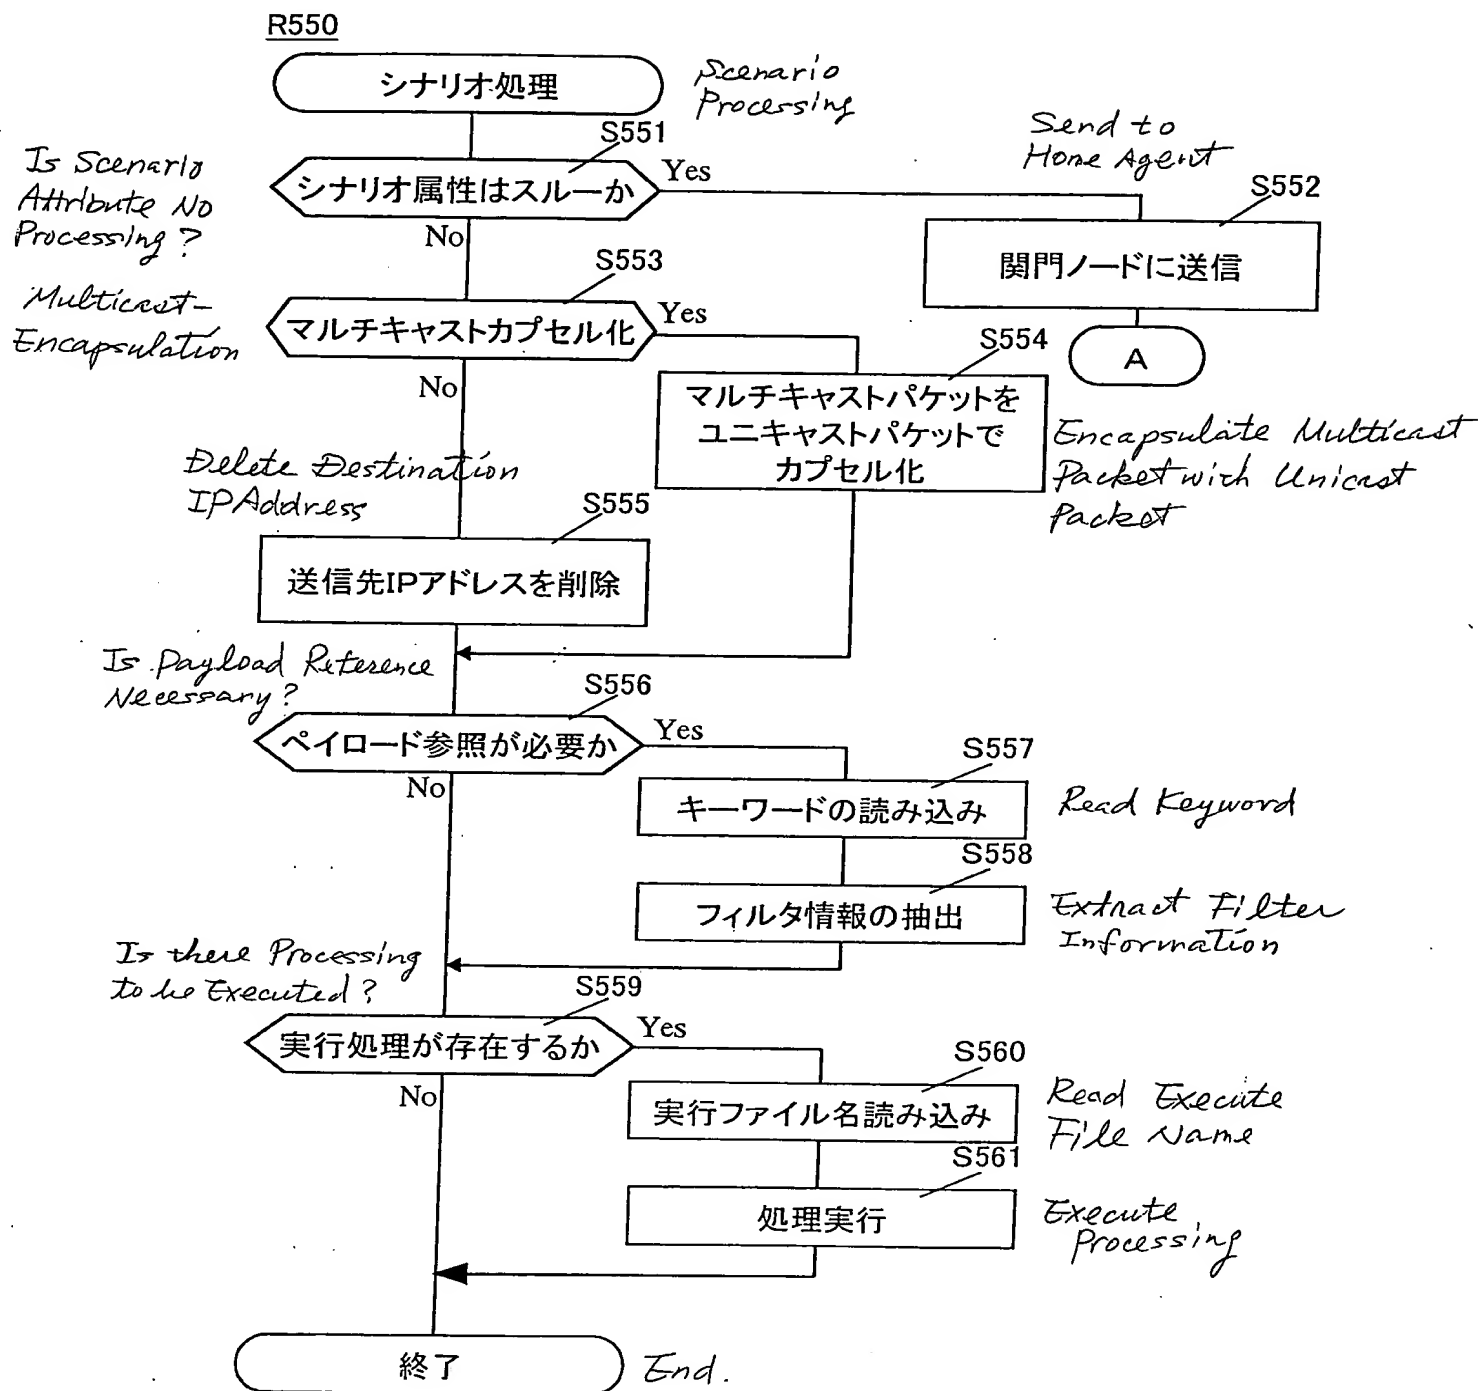 R550
シナリオ処理
Scenario
Processing
S551
Is Scenario
Attribute No
Processing?
シナリオ属性はスルーか
Yes
No
Send to
Home Agent
S552
関門ノードに送信
A
S553
Multicast-
Encapsulation
マルチキャストカプセル化
Yes
No
S554
マルチキャストパケットを
ユニキャストパケットで
カプセル化
Encapsulate Multicast
Packet with Unicast
Packet
Delete Destination
IP Address
S555
送信先IPアドレスを削除
Is Payload Reference
Necessary?
S556
ペイロード参照が必要か
Yes
No
S557
キーワードの読み込み
Read Keyword
S558
フィルタ情報の抽出
Extract Filter
Information
Is there Processing
to be Executed?
S559
実行処理が存在するか
Yes
No
S560
実行ファイル名読み込み
Read Execute
File Name
S561
処理実行
Execute
Processing
終了
End.